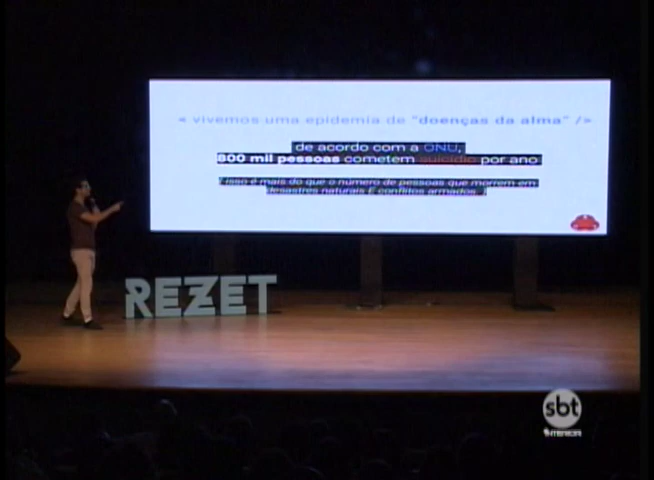 < vivemos uma epidemia de "doenças da alma" />
de acordo com a ONU,
800 mil pessoas cometem suicídio por ano
( isso é mais do que o número de pessoas que morrem em
desastres naturais E conflitos armados. )
REZET
sbt
INTERIOR